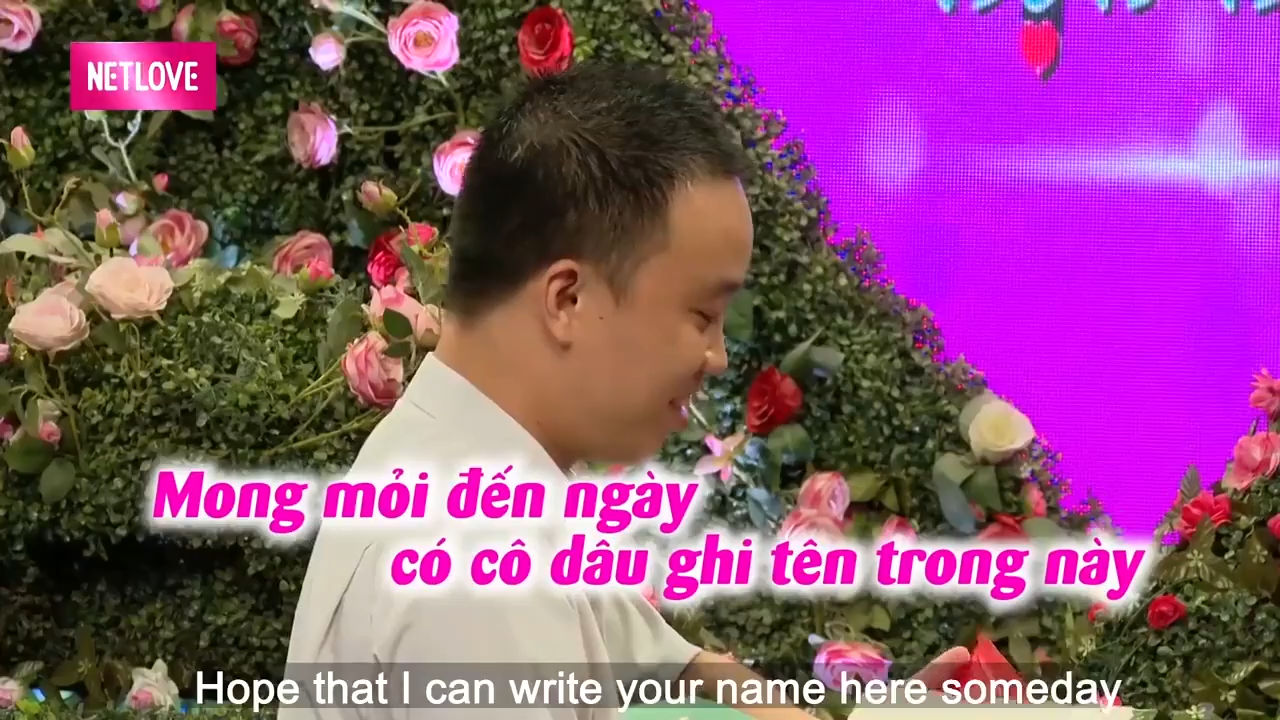 NETLOVE
Mong mỏi đến ngày
có cô dâu ghi tên trong này
Hope that I can write your name here someday